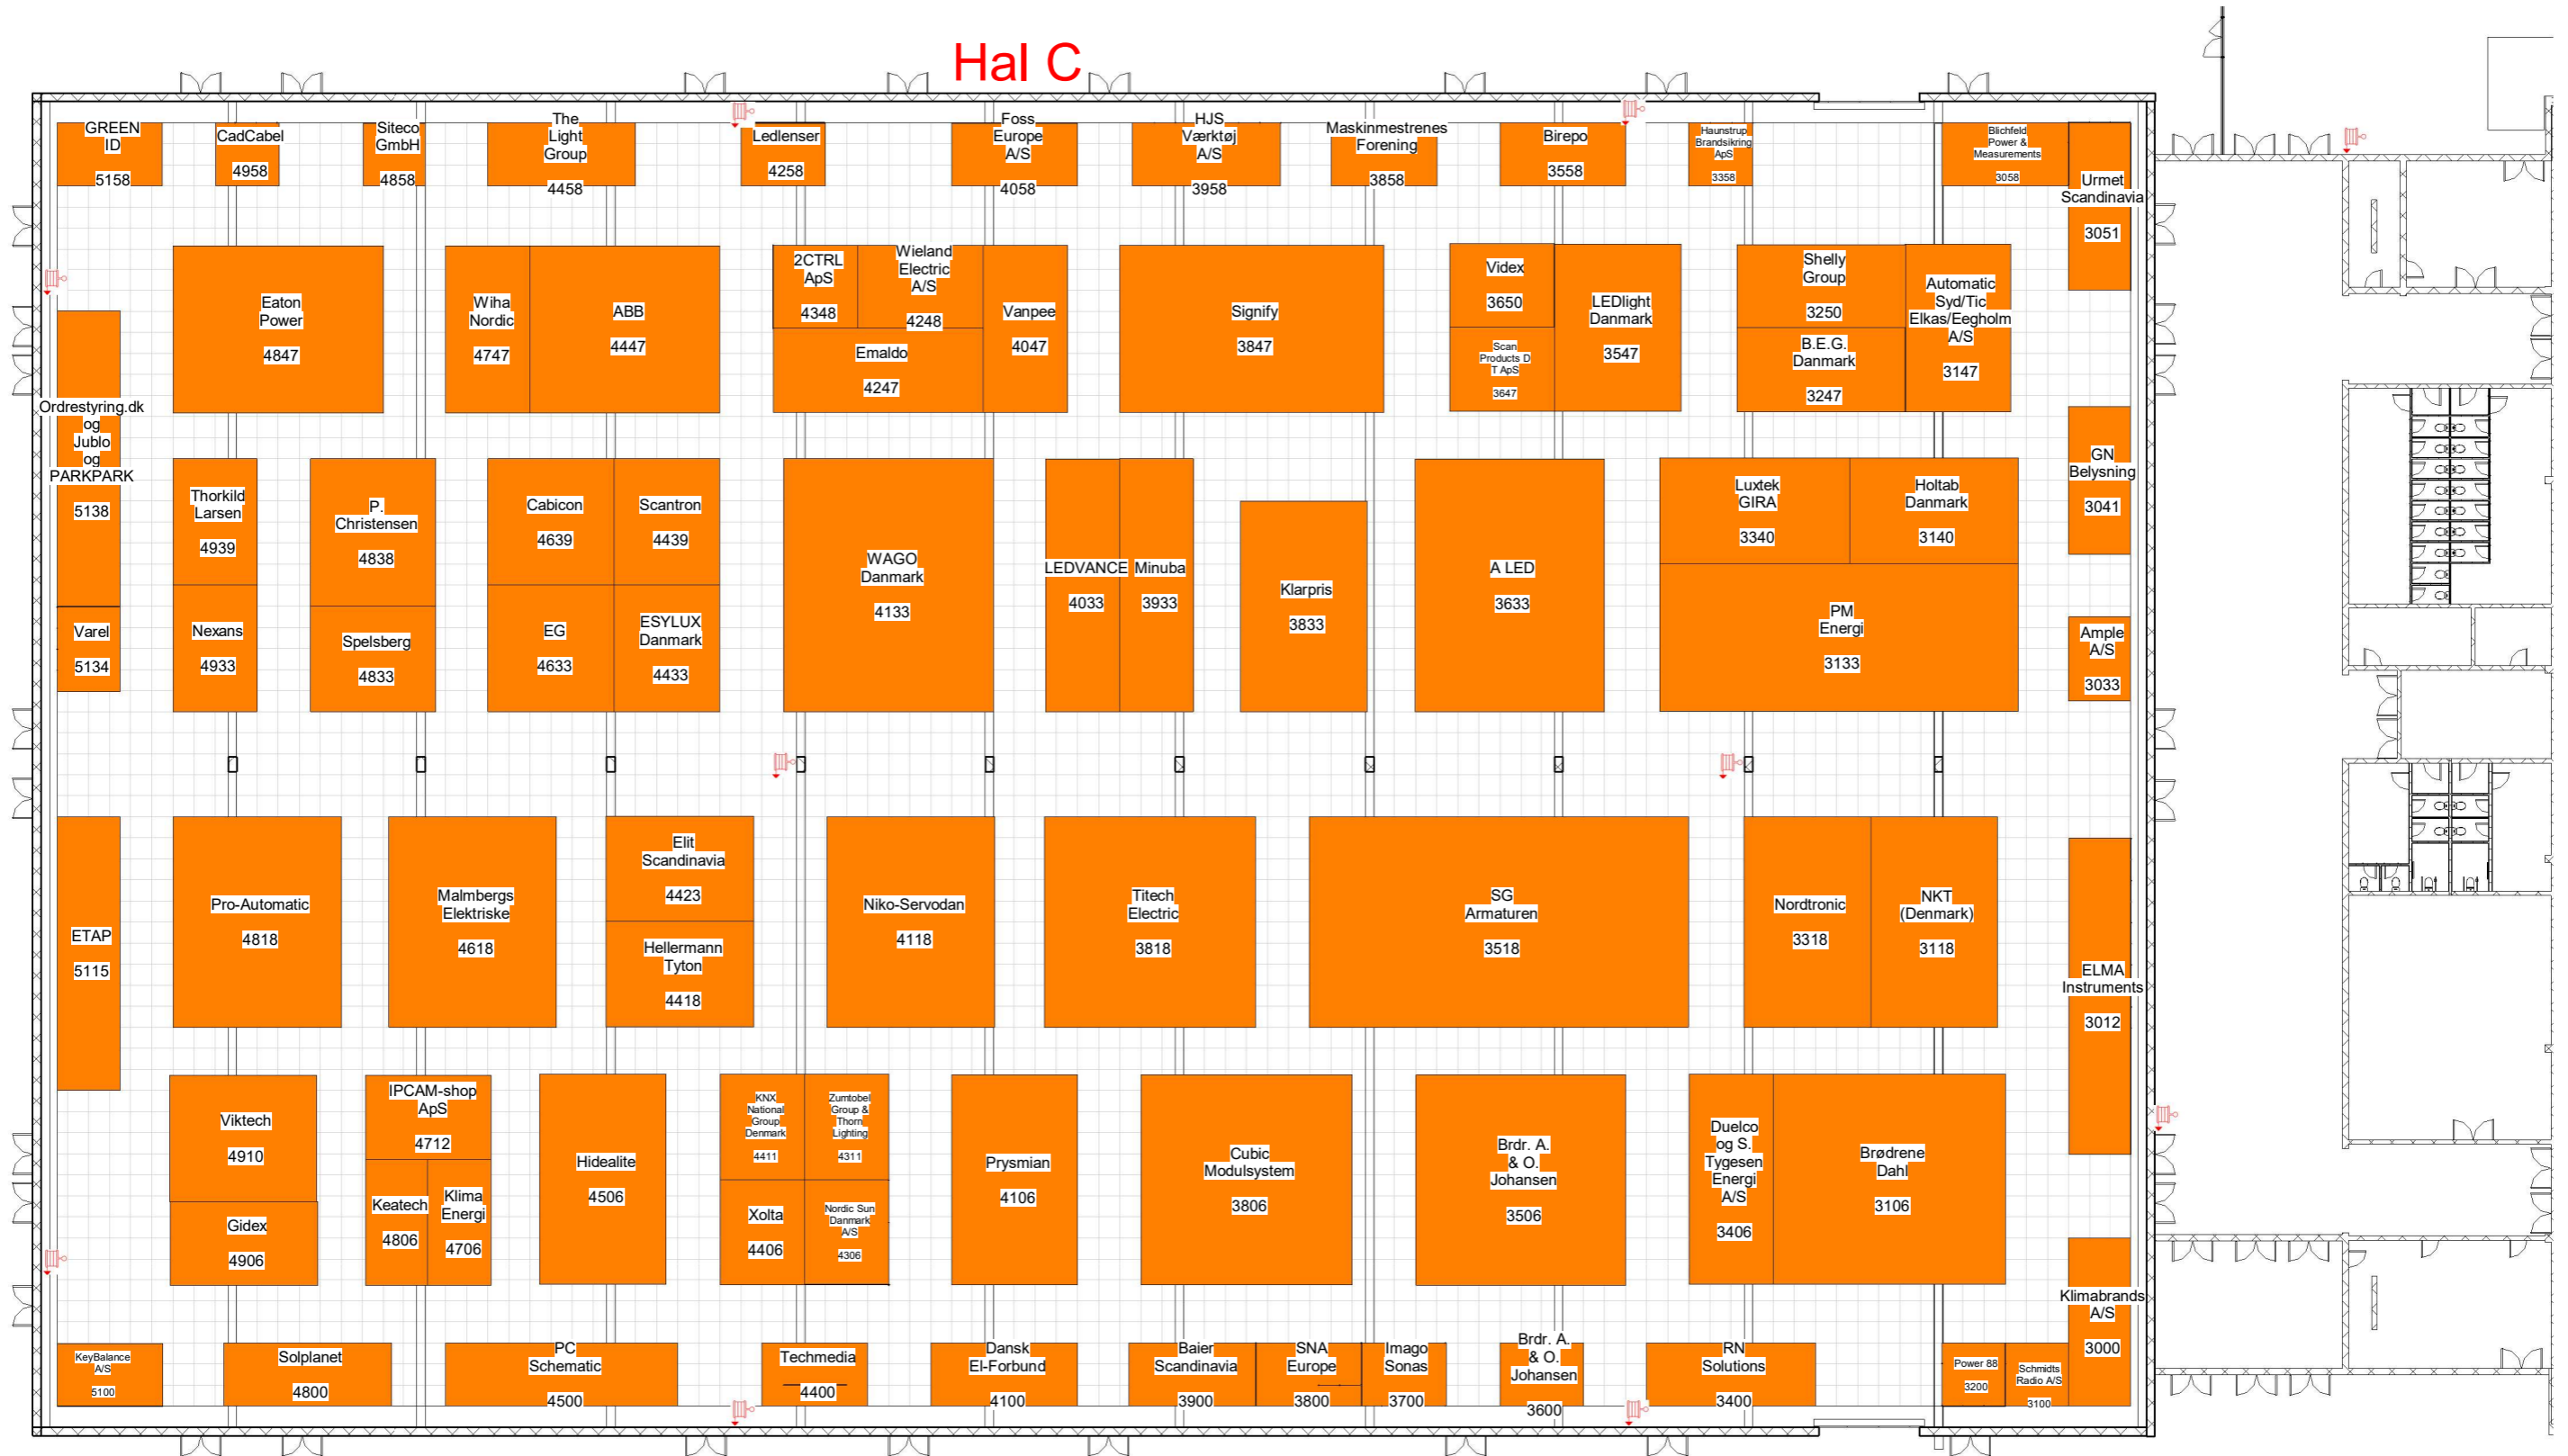 Hal C
GREEN
ID
5158
CadCabel
4958
Siteco
GmbH
4858
The
Light
Group
4458
Ledlenser
4258
Foss
Europe
A/S
4058
HJS
Værktøj
A/S
3958
Maskinmestrenes
Forening
3858
Birepo
3558
Haunstrup
Brandsikring
ApS
3358
Blichfeld
Power &
Measurements
3058
Urmet
Scandinavia
3051
Eaton
Power
4847
Wiha
Nordic
4747
ABB
4447
2CTRL
ApS
4348
Wieland
Electric
A/S
4248
Emaldo
4247
Vanpee
4047
Signify
3847
Videx
3650
Scan
Products D
T ApS
3647
LEDlight
Danmark
3547
Shelly
Group
3250
B.E.G.
Danmark
3247
Automatic
Syd/Tic
Elkas/Eegholm
A/S
3147
Ordrestyring.dk
og
Jublo
og
PARKPARK
5138
Varel
5134
Thorkild
Larsen
4939
Nexans
4933
P.
Christensen
4838
Spelsberg
4833
Cabicon
4639
Scantron
4439
EG
4633
ESYLUX
Danmark
4433
WAGO
Danmark
4133
LEDVANCE
4033
Minuba
3933
Klarpris
3833
A LED
3633
Luxtek
GIRA
3340
Holtab
Danmark
3140
PM
Energi
3133
GN
Belysning
3041
Ample
A/S
3033
ETAP
5115
Pro-Automatic
4818
Malmbergs
Elektriske
4618
Elit
Scandinavia
4423
Hellermann
Tyton
4418
Niko-Servodan
4118
Titech
Electric
3818
SG
Armaturen
3518
Nordtronic
3318
NKT
(Denmark)
3118
ELMA
Instruments
3012
Viktech
4910
Gidex
4906
IPCAM-shop
ApS
4712
Keatech
4806
Klima
Energi
4706
Hidealite
4506
KNX
National
Group
Denmark
4411
Zumtobel
Group &
Thorn
Lighting
4311
Xolta
4406
Nordic Sun
Danmark
A/S
4306
Prysmian
4106
Cubic
Modulsystem
3806
Brdr. A.
& O.
Johansen
3506
Duelco
og S.
Tygesen
Energi
A/S
3406
Brødrene
Dahl
3106
Klimabrands
A/S
3000
KeyBalance
A/S
5100
Solplanet
4800
PC
Schematic
4500
Techmedia
4400
Dansk
El-Forbund
4100
Baier
Scandinavia
3900
SNA
Europe
3800
Imago
Sonas
3700
Brdr. A.
& O.
Johansen
3600
RN
Solutions
3400
Power 88
3200
Schmidts
Radio A/S
3100